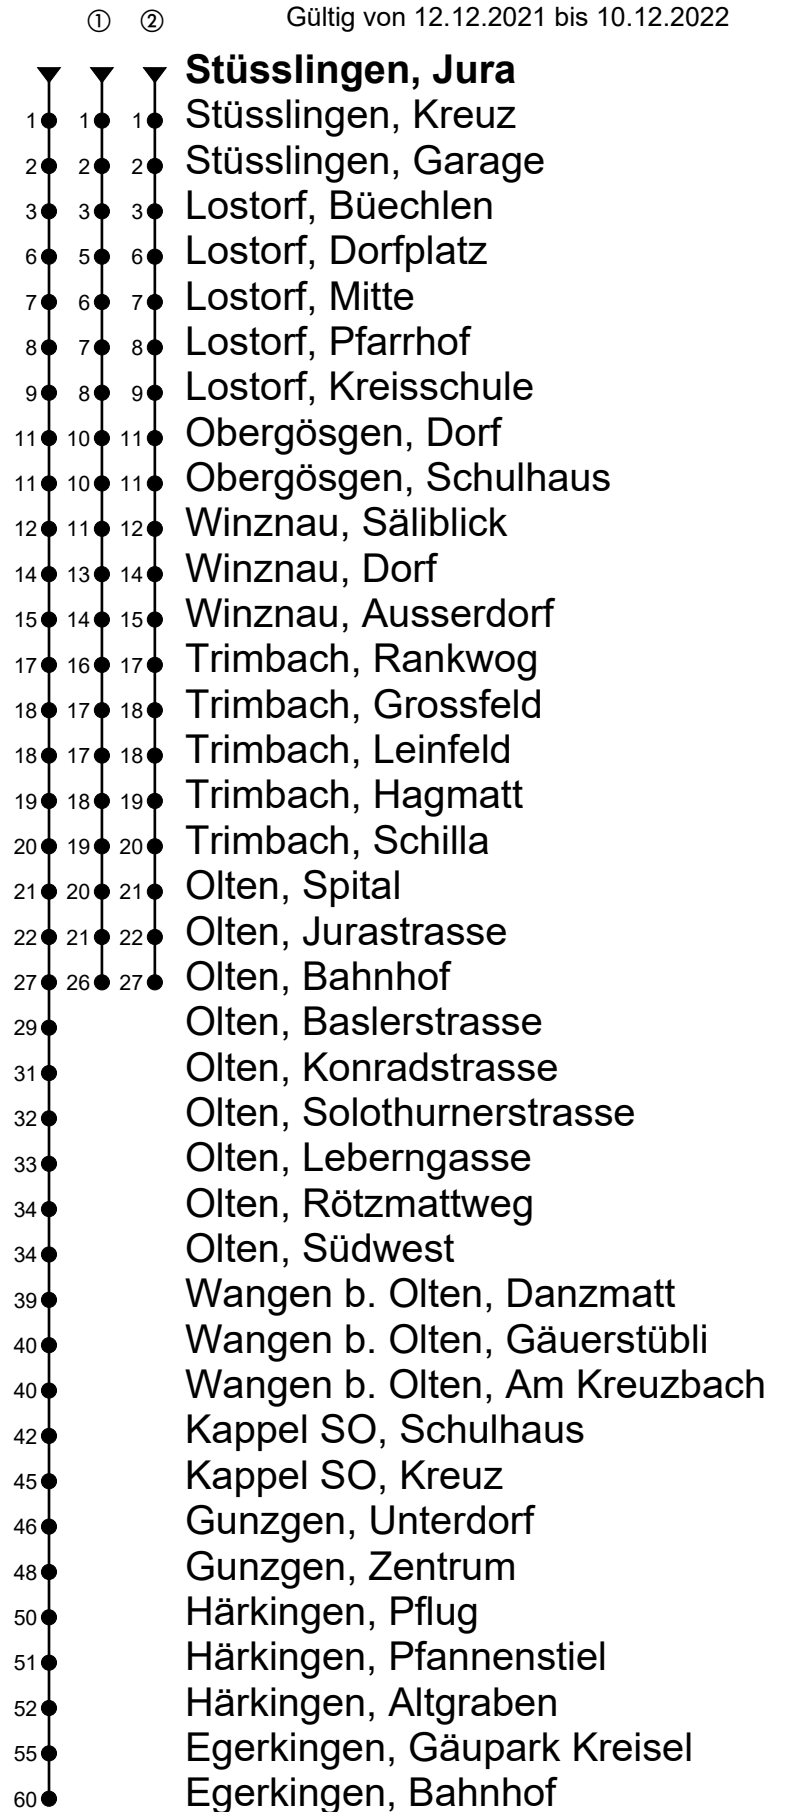 ① ② Gültig von 12.12.2021 bis 10.12.2022
Stüsslingen, Jura
1 1 1 Stüsslingen, Kreuz
2 2 2 Stüsslingen, Garage
3 3 3 Lostorf, Büechlen
6 5 6 Lostorf, Dorfplatz
7 6 7 Lostorf, Mitte
8 7 8 Lostorf, Pfarrhof
9 8 9 Lostorf, Kreisschule
11 10 11 Obergösgen, Dorf
11 10 11 Obergösgen, Schulhaus
12 11 12 Winznau, Säliblick
14 13 14 Winznau, Dorf
15 14 15 Winznau, Ausserdorf
17 16 17 Trimbach, Rankwog
18 17 18 Trimbach, Grossfeld
18 17 18 Trimbach, Leinfeld
19 18 19 Trimbach, Hagmatt
20 19 20 Trimbach, Schilla
21 20 21 Olten, Spital
22 21 22 Olten, Jurastrasse
27 26 27 Olten, Bahnhof
29 Olten, Baslerstrasse
31 Olten, Konradstrasse
32 Olten, Solothurnerstrasse
33 Olten, Leberngasse
34 Olten, Rötzmattweg
34 Olten, Südwest
39 Wangen b. Olten, Danzmatt
40 Wangen b. Olten, Gäuerstübli
40 Wangen b. Olten, Am Kreuzbach
42 Kappel SO, Schulhaus
45 Kappel SO, Kreuz
46 Gunzgen, Unterdorf
48 Gunzgen, Zentrum
50 Härkingen, Pflug
51 Härkingen, Pfannenstiel
52 Härkingen, Altgraben
55 Egerkingen, Gäupark Kreisel
60 Egerkingen, Bahnhof